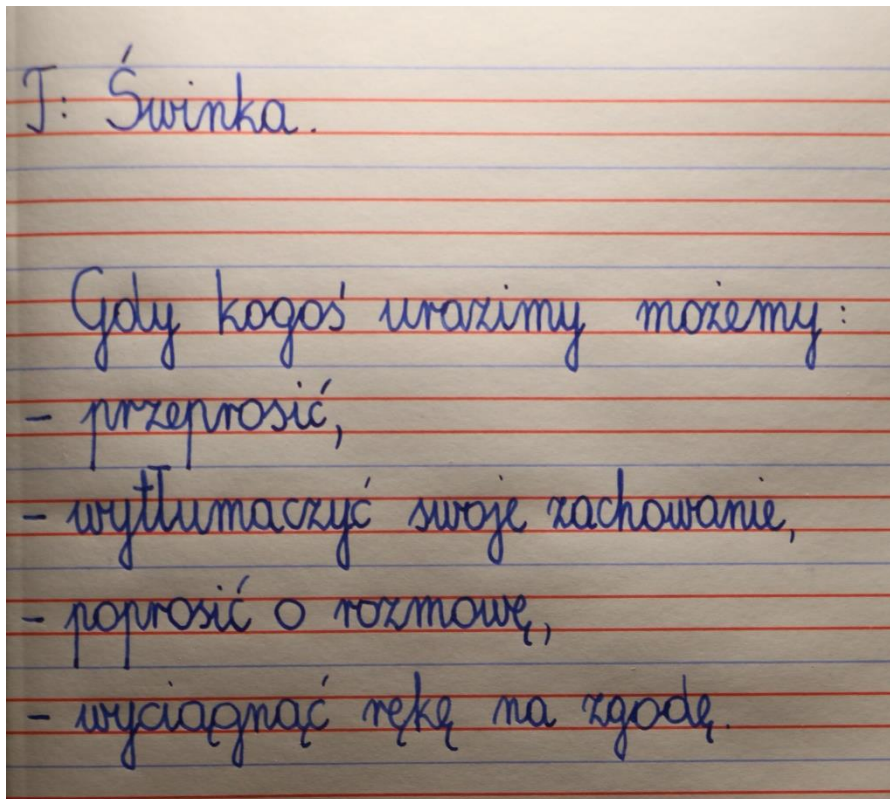 T: Świnka.
Gdy kogoś urazimy możemy:
- przeprosić,
- wytłumaczyć swoje zachowanie,
- poprosić o rozmowę,
- wyciągnąć rękę na zgodę.